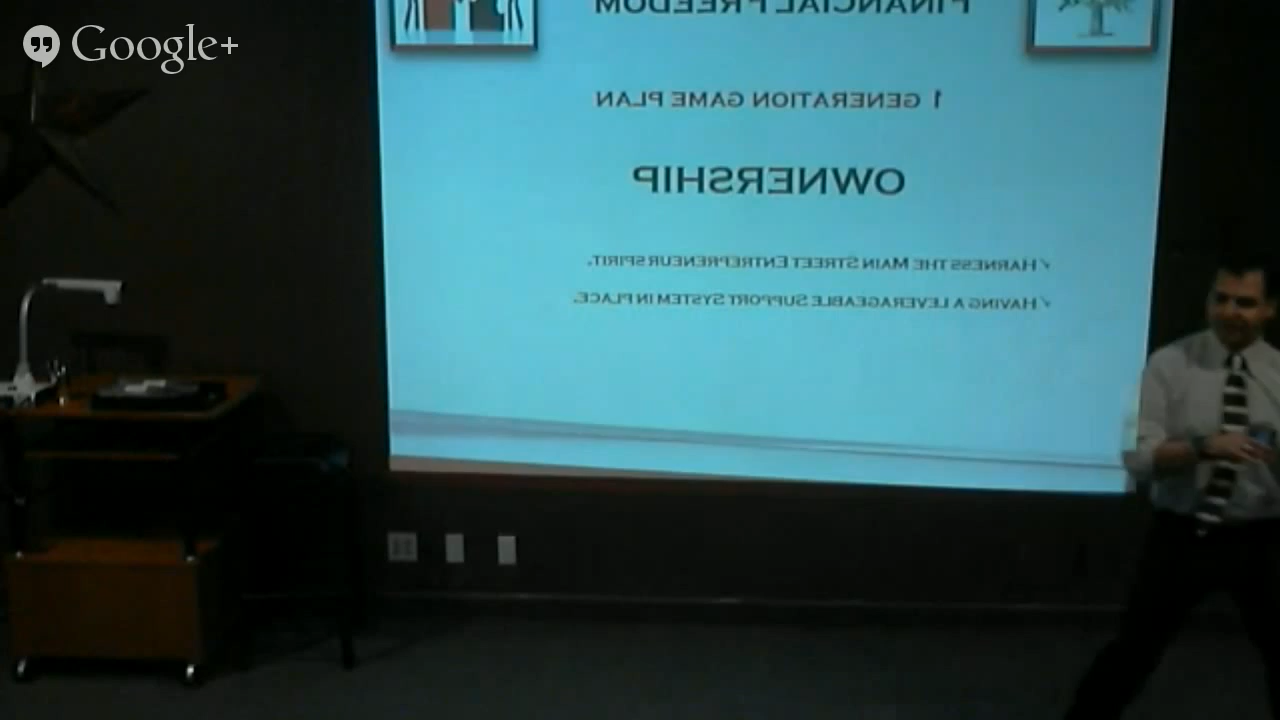 Google+
FINANCIAL FREEDOM
1 GENERATION GAME PLAN
OWNERSHIP
✓ HARNESS THE MAIN STREET ENTREPRENEUR SPIRIT.
✓ HAVING A LEVERAGEABLE SUPPORT SYSTEM IN PLACE.